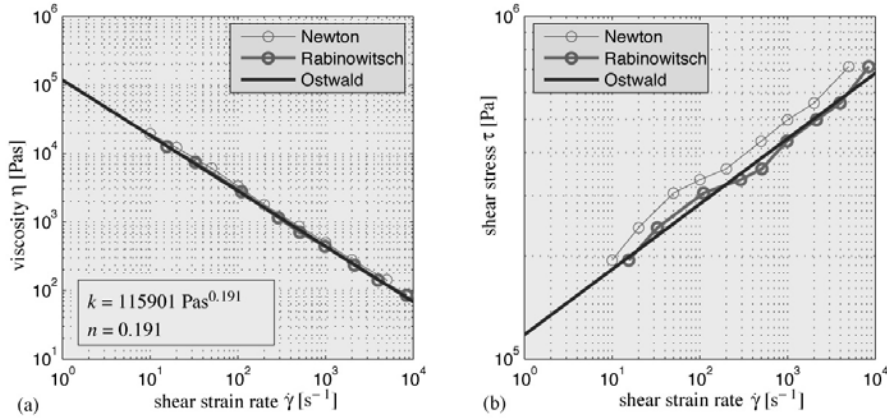 10^6
10^5
10^4
10^3
10^2
10^1
viscosity η [Pas]
Newton
Rabinowitsch
Ostwald
k = 115901 Pas^0.191
n = 0.191
10^0
10^1
10^2
10^3
10^4
(a)
shear strain rate γ̇ [s⁻¹]
10^6
10^5
shear stress τ [Pa]
Newton
Rabinowitsch
Ostwald
10^0
10^1
10^2
10^3
10^4
(b)
shear strain rate γ̇ [s⁻¹]